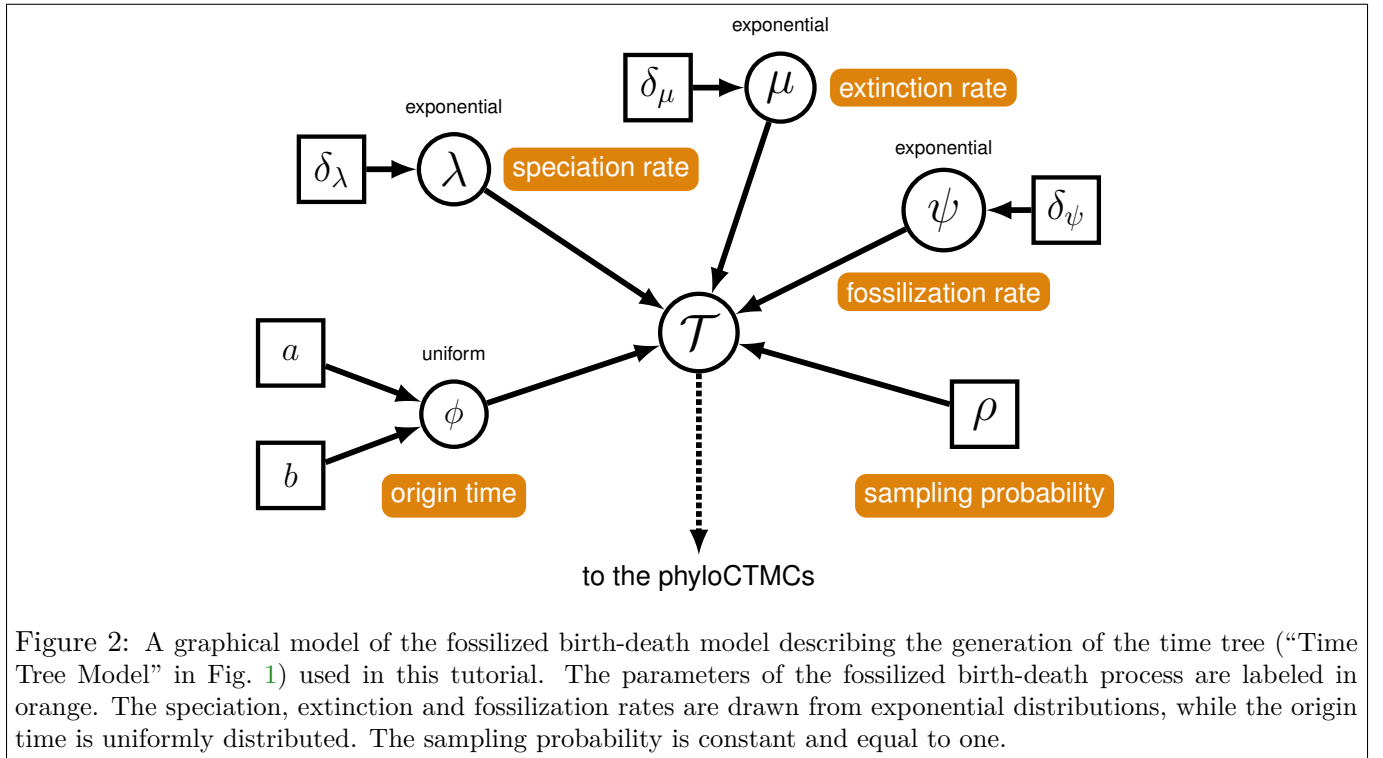 exponential
δμ
μ
extinction rate
exponential
δλ
λ
speciation rate
exponential
ψ
δψ
fossilization rate
𝒯
a
uniform
ϕ
b
origin time
ρ
sampling probability
to the phyloCTMCs
Figure 2: A graphical model of the fossilized birth-death model describing the generation of the time tree (“Time
Tree Model” in Fig. 1) used in this tutorial. The parameters of the fossilized birth-death process are labeled in
orange. The speciation, extinction and fossilization rates are drawn from exponential distributions, while the origin
time is uniformly distributed. The sampling probability is constant and equal to one.